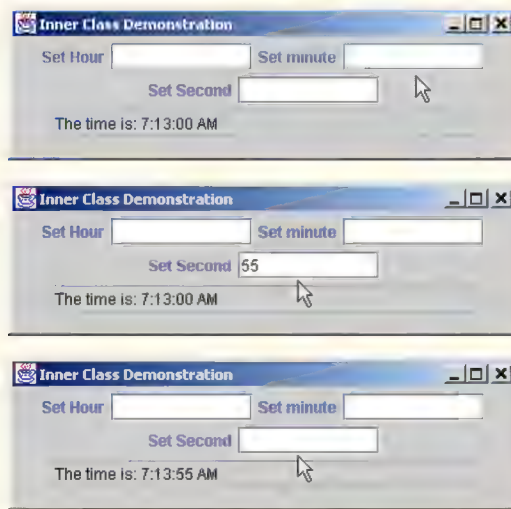 Inner Class Demonstration
Set Hour Set minute
Set Second
The time is: 7:13:00 AM
Inner Class Demonstration
Set Hour Set minute
Set Second 55
The time is: 7:13:00 AM
Inner Class Demonstration
Set Hour Set minute
Set Second
The time is: 7:13:55 AM